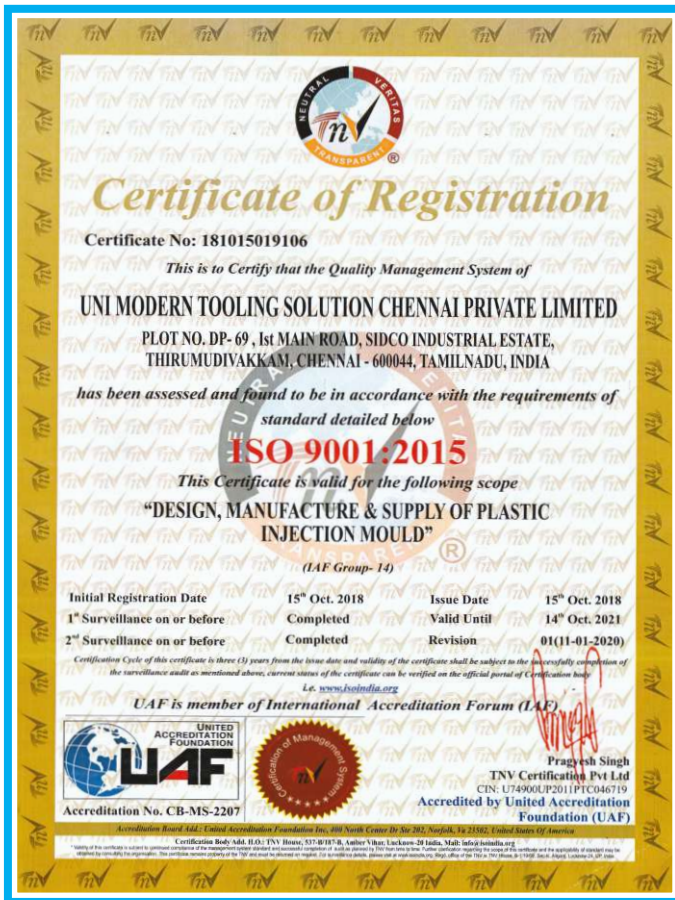 NEUTRAL VERITAS
TnV
TRANSPARENT ®
Certificate of Registration
Certificate No: 181015019106
This is to Certify that the Quality Management System of
UNI MODERN TOOLING SOLUTION CHENNAI PRIVATE LIMITED
PLOT NO. DP- 69 , Ist MAIN ROAD, SIDCO INDUSTRIAL ESTATE,
THIRUMUDIVAKKAM, CHENNAI - 600044, TAMILNADU, INDIA
has been assessed and found to be in accordance with the requirements of
standard detailed below
ISO 9001:2015
This Certificate is valid for the following scope
“DESIGN, MANUFACTURE & SUPPLY OF PLASTIC
INJECTION MOULD”
(IAF Group- 14)
Initial Registration Date 15th Oct. 2018 Issue Date 15th Oct. 2018
1st Surveillance on or before Completed Valid Until 14th Oct. 2021
2nd Surveillance on or before Completed Revision 01(11-01-2020)
Certification Cycle of this certificate is three (3) years from the issue date and validity of the certificate shall be subject to the successfully completion of
the surveillance audit as mentioned above, current status of the certificate can be verified on the official portal of Certification body
i.e. www.isoindia.org
UAF is member of International Accreditation Forum (IAF)
UNITED
ACCREDITATION
FOUNDATION
UAF
Accreditation No. CB-MS-2207
Certification of Management System
TnV
Pragyesh Singh
TNV Certification Pvt Ltd
CIN: U74900UP2011PTC046719
Accredited by United Accreditation
Foundation (UAF)
Accreditation Board Add.: United Accreditation Foundation Inc, 400 North Center Dr Ste 202, Norfolk, Va 23502, United States Of America
Certification Body Add. H.O.: TNV House, 537-B/187-B, Amber Vihar, Lucknow-20 India, Mail: info@isoindia.org